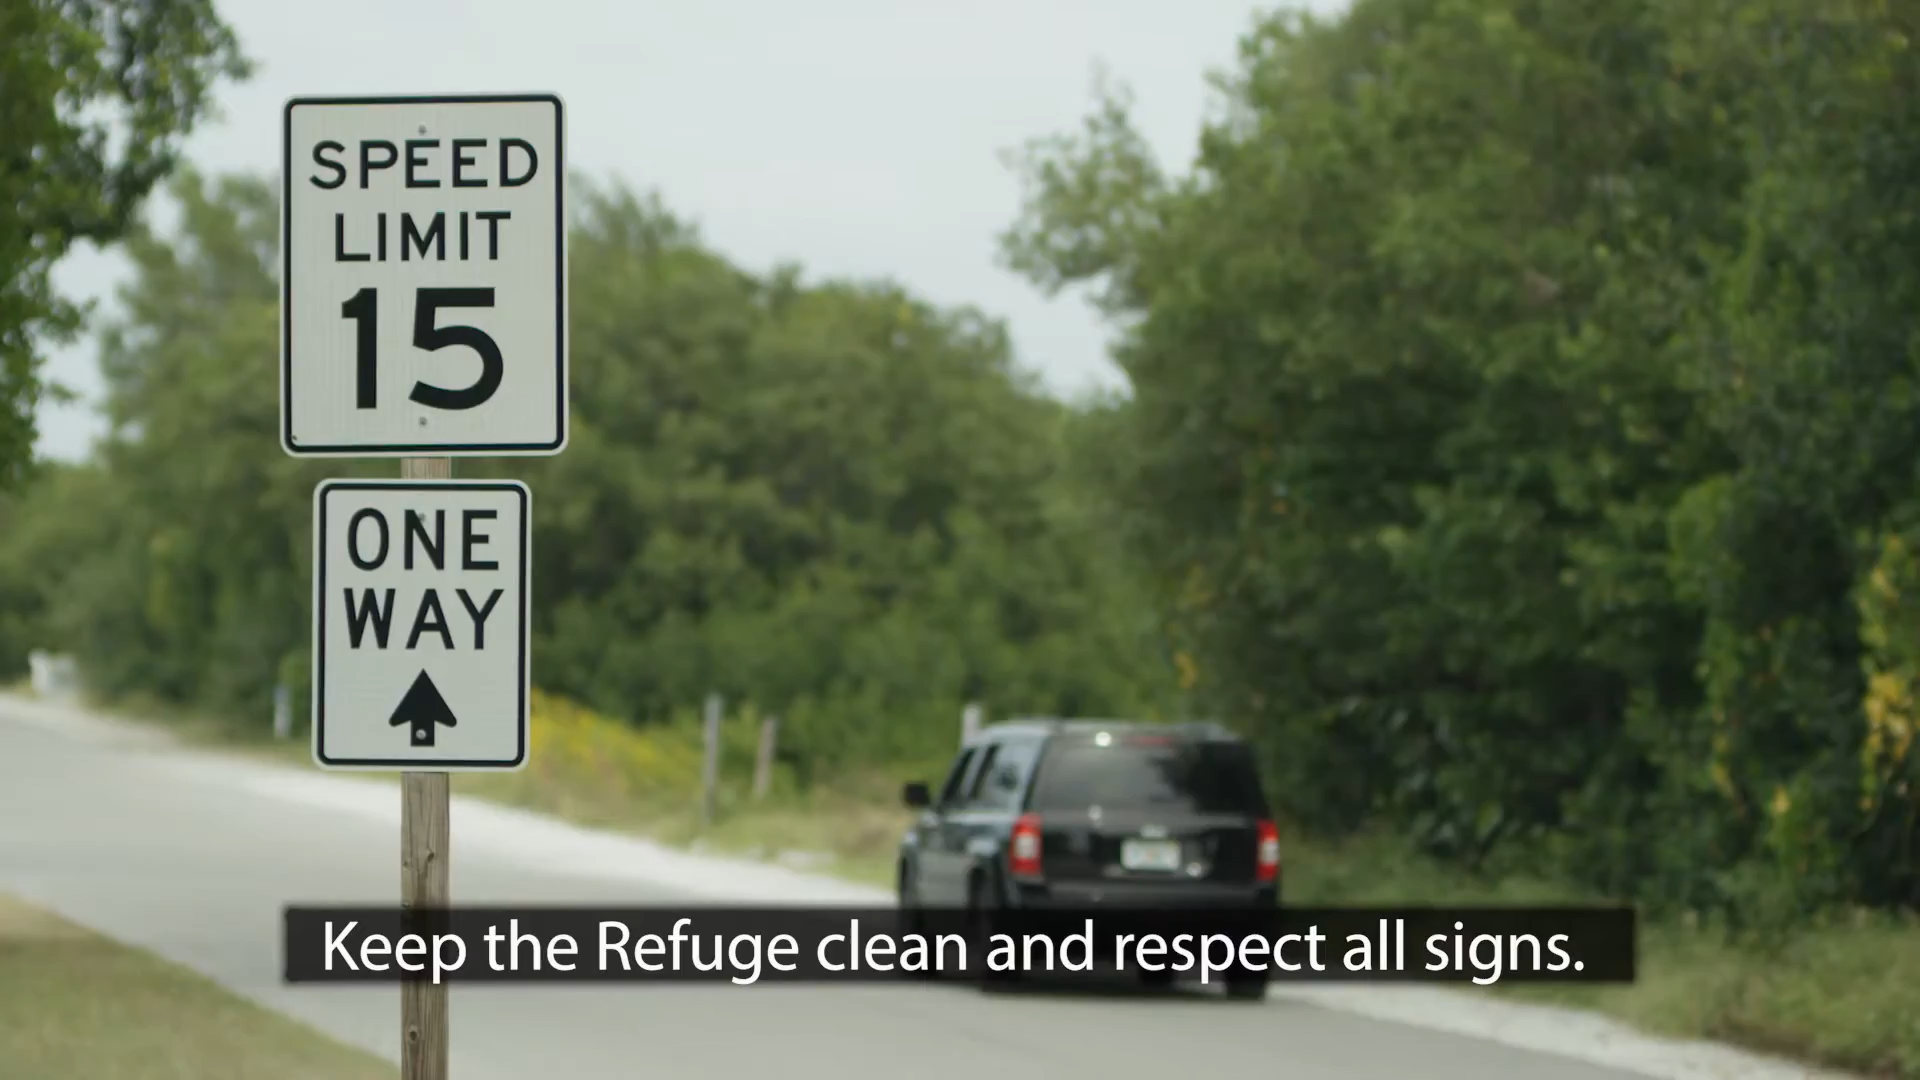 SPEED
LIMIT
15
ONE
WAY
Keep the Refuge clean and respect all signs.